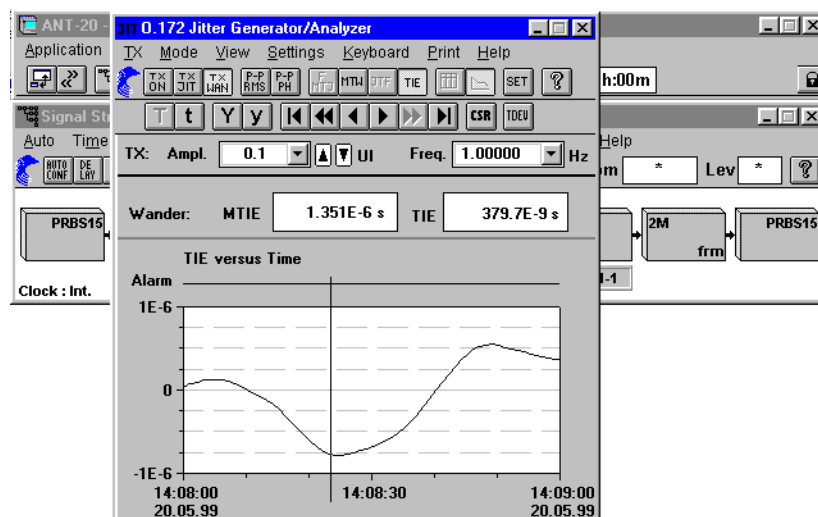 ANT-20 -
JIT O.172 Jitter Generator/Analyzer
Application
TX Mode View Settings Keyboard Print Help
TX ON TX JIT TX WAN P-P RMS P-P PH F MTJ MTW JTF TIE SET ?
h:00m
T t Y y CSR TDEV
Signal Str
Auto Time
Help
AUTO CONF DE LAY
TX: Ampl. 0.1 UI Freq. 1.00000 Hz
m * Lev * ?
Wander: MTIE 1.351E-6 s TIE 379.7E-9 s
PRBS15
2M frm
PRBS15
TIE versus Time
Alarm
Clock : Int.
-1
1E-6
0
-1E-6
14:08:00 14:08:30 14:09:00
20.05.99 20.05.99